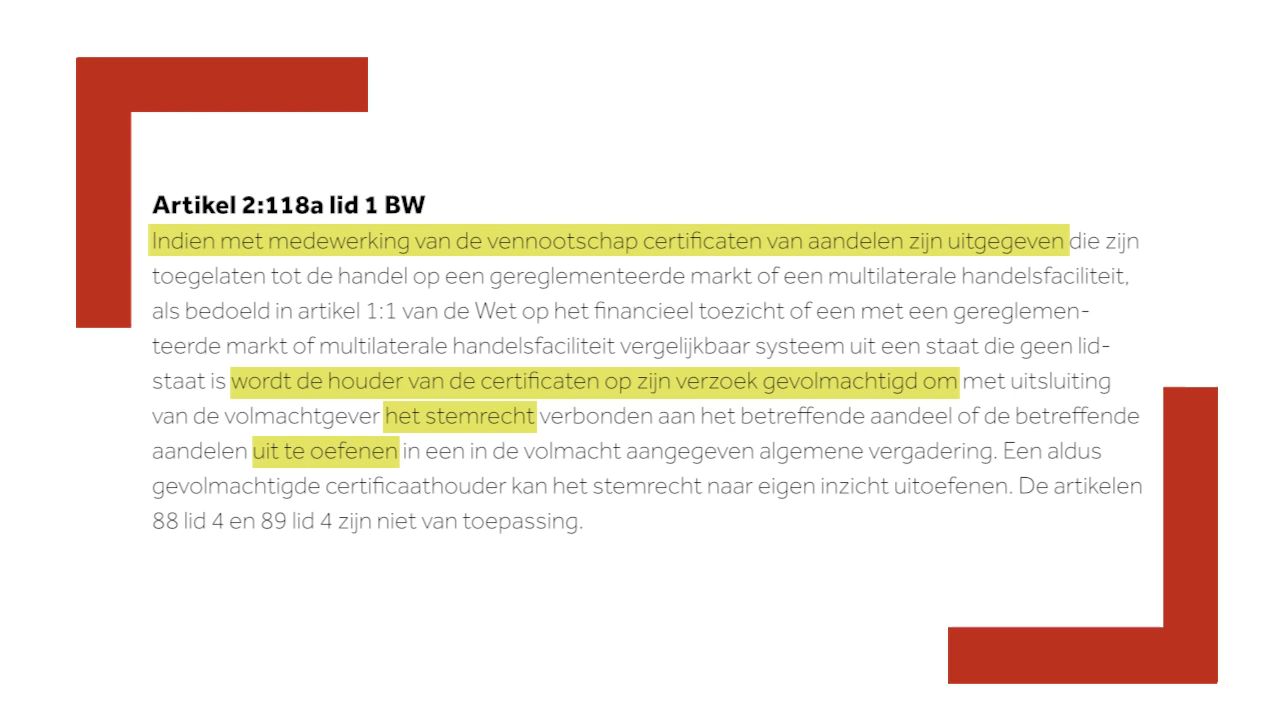 Artikel 2:118a lid 1 BW
Indien met medewerking van de vennootschap certificaten van aandelen zijn uitgegeven die zijn
toegelaten tot de handel op een gereglementeerde markt of een multilaterale handelsfaciliteit,
als bedoeld in artikel 1:1 van de Wet op het financieel toezicht of een met een gereglemen-
teerde markt of multilaterale handelsfaciliteit vergelijkbaar systeem uit een staat die geen lid-
staat is wordt de houder van de certificaten op zijn verzoek gevolmachtigd om met uitsluiting
van de volmachtgever het stemrecht verbonden aan het betreffende aandeel of de betreffende
aandelen uit te oefenen in een in de volmacht aangegeven algemene vergadering. Een aldus
gevolmachtigde certificaathouder kan het stemrecht naar eigen inzicht uitoefenen. De artikelen
88 lid 4 en 89 lid 4 zijn niet van toepassing.